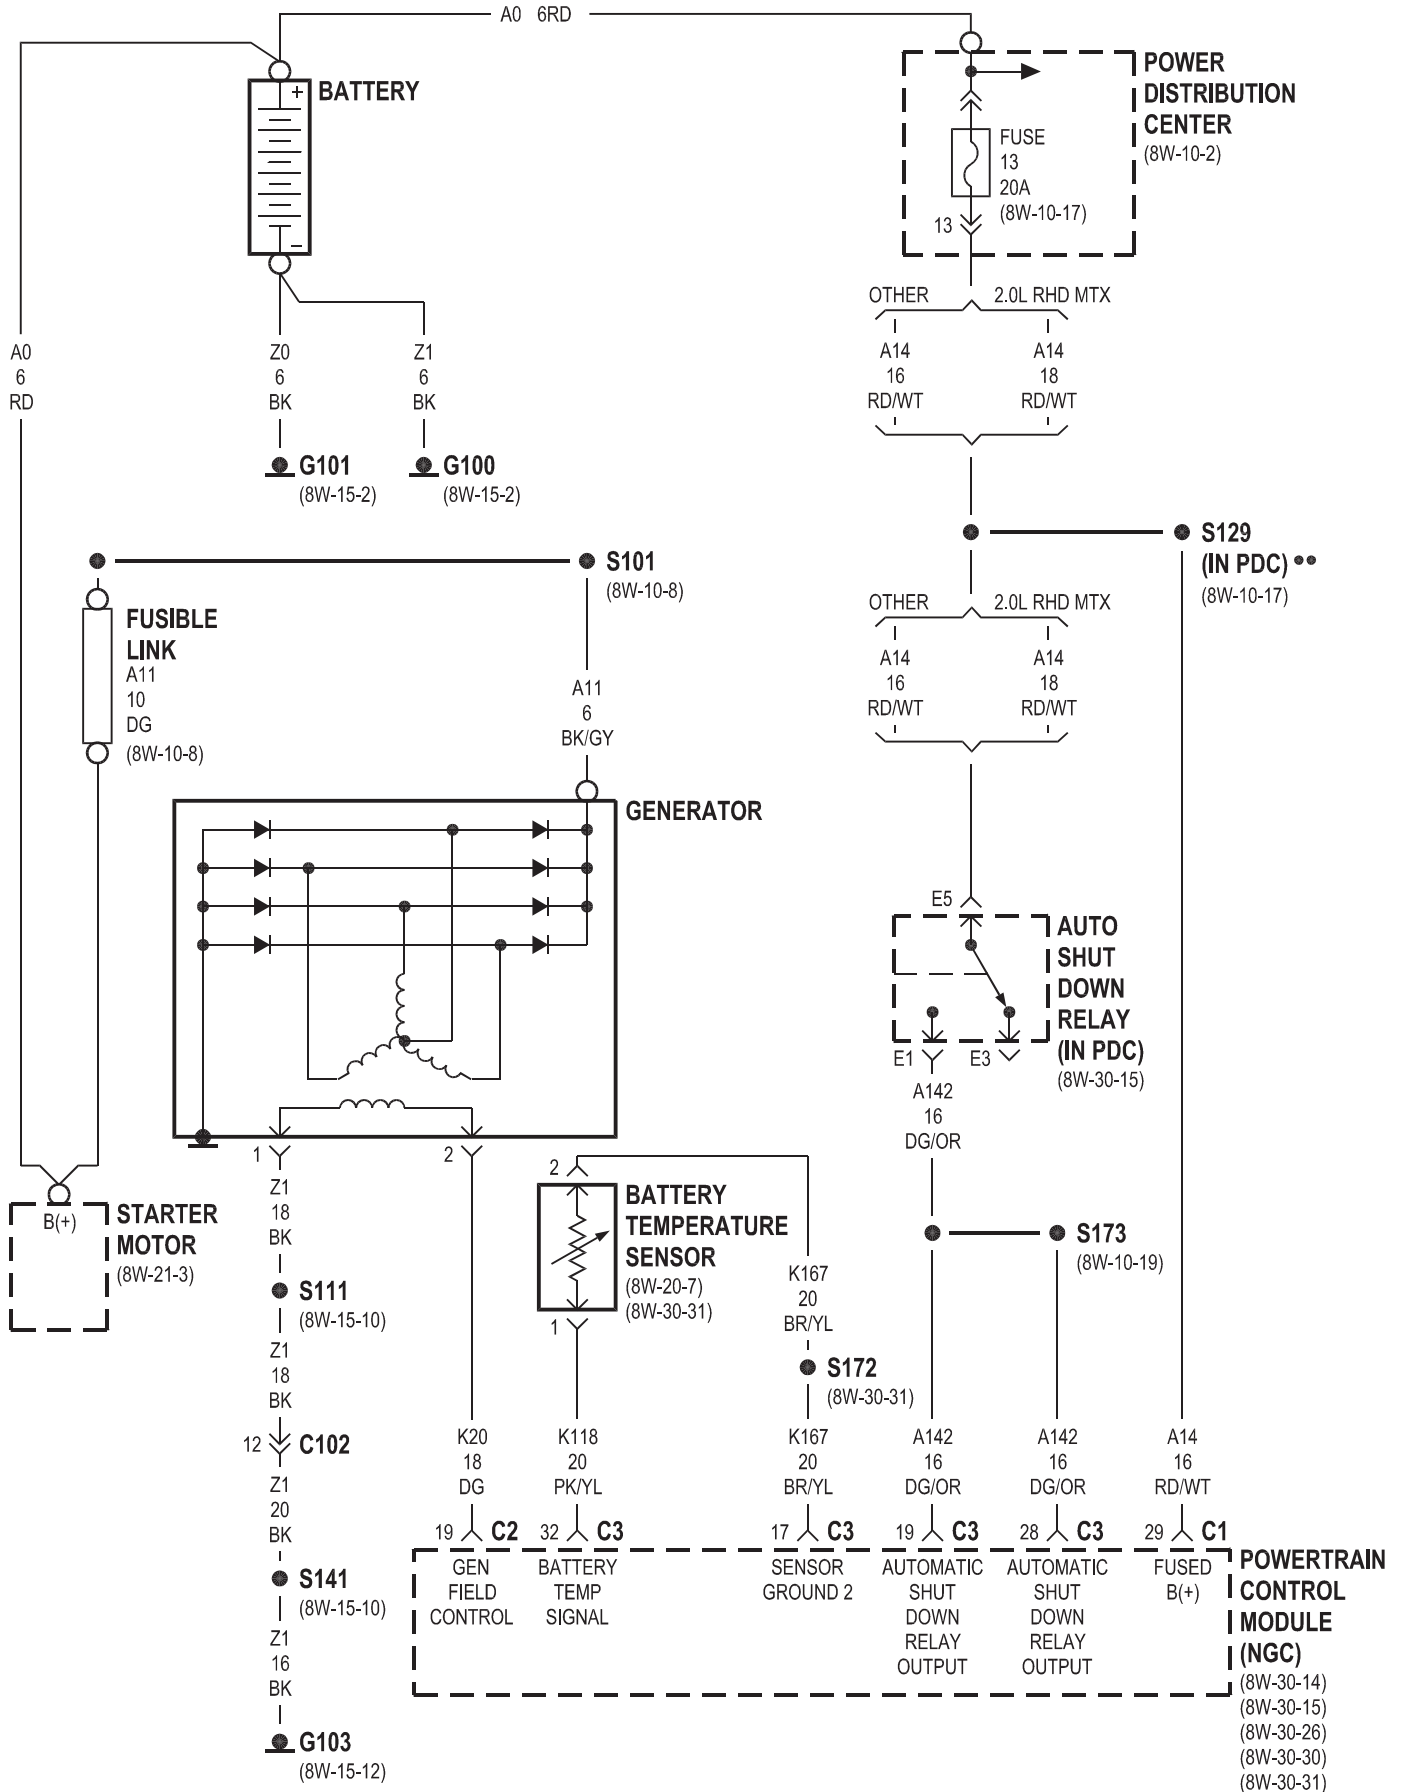 A0 6RD
BATTERY
+
–
POWER
DISTRIBUTION
CENTER
(8W-10-2)
FUSE
13
20A
(8W-10-17)
13
OTHER
2.0L RHD MTX
A14
16
RD/WT
A14
18
RD/WT
A0
6
RD
Z0
6
BK
Z1
6
BK
G101
(8W-15-2)
G100
(8W-15-2)
S129
(IN PDC) ••
(8W-10-17)
S101
(8W-10-8)
FUSIBLE
LINK
A11
10
DG
(8W-10-8)
A11
6
BK/GY
OTHER
2.0L RHD MTX
A14
16
RD/WT
A14
18
RD/WT
GENERATOR
E5
AUTO
SHUT
DOWN
RELAY
(IN PDC)
(8W-30-15)
E1
E3
A142
16
DG/OR
1
2
B(+)
STARTER
MOTOR
(8W-21-3)
Z1
18
BK
S111
(8W-15-10)
Z1
18
BK
12
C102
Z1
20
BK
S141
(8W-15-10)
Z1
16
BK
G103
(8W-15-12)
2
BATTERY
TEMPERATURE
SENSOR
(8W-20-7)
(8W-30-31)
1
K167
20
BR/YL
S172
(8W-30-31)
S173
(8W-10-19)
K20
18
DG
K118
20
PK/YL
K167
20
BR/YL
A142
16
DG/OR
A142
16
DG/OR
A14
16
RD/WT
19 C2
32 C3
17 C3
19 C3
28 C3
29 C1
GEN
FIELD
CONTROL
BATTERY
TEMP
SIGNAL
SENSOR
GROUND 2
AUTOMATIC
SHUT
DOWN
RELAY
OUTPUT
AUTOMATIC
SHUT
DOWN
RELAY
OUTPUT
FUSED
B(+)
POWERTRAIN
CONTROL
MODULE
(NGC)
(8W-30-14)
(8W-30-15)
(8W-30-26)
(8W-30-30)
(8W-30-31)